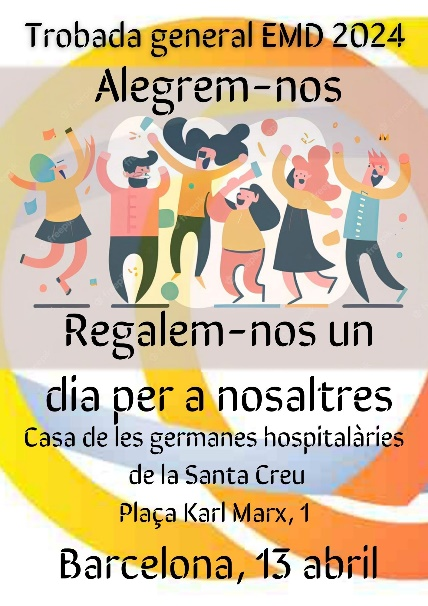 Trobada general EMD 2024
Alegrem-nos
Regalem-nos un
dia per a nosaltres
Casa de les germanes hospitalàries
de la Santa Creu
Plaça Karl Marx, 1
Barcelona, 13 abril